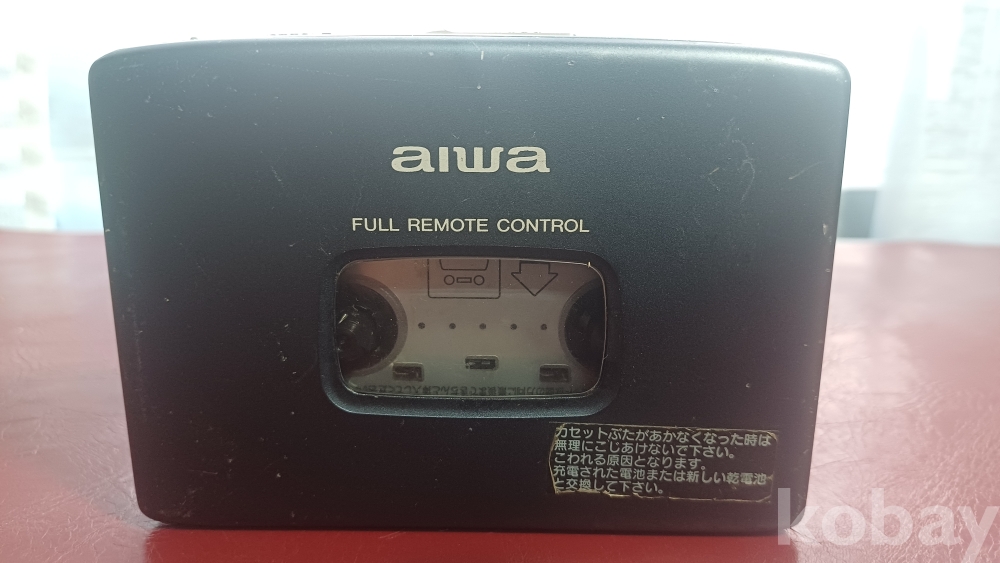 aiwa
FULL REMOTE CONTROL
カセットぶたがあかなくなった時は
無理にこじあけないで下さい。
こわれる原因となります。
充電された電池または新しい乾電池
と交換して下さい。
kobay